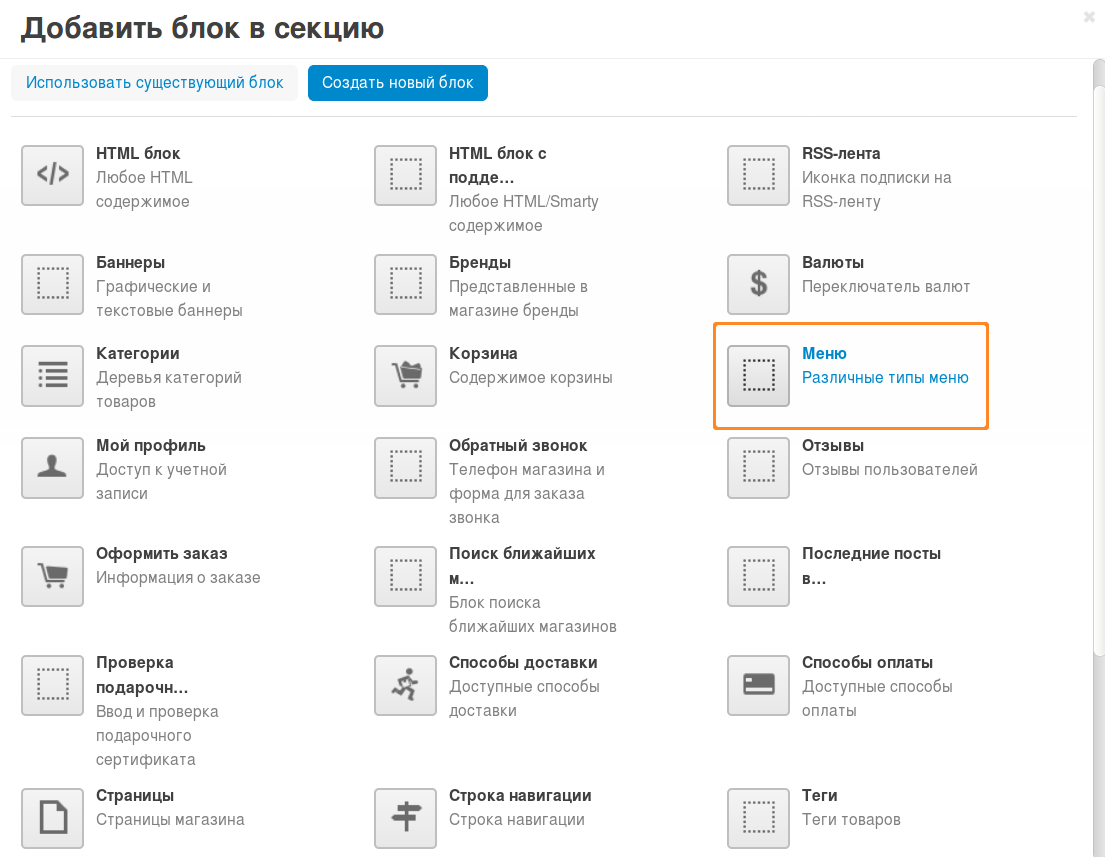 Добавить блок в секцию
Использовать существующий блок
Создать новый блок
HTML блок
Любое HTML
содержимое
HTML блок с
подде...
Любое HTML/Smarty
содержимое
RSS-лента
Иконка подписки на
RSS-ленту
Баннеры
Графические и
текстовые баннеры
Бренды
Представленные в
магазине бренды
Валюты
Переключатель валют
Категории
Деревья категорий
товаров
Корзина
Содержимое корзины
Меню
Различные типы меню
Мой профиль
Доступ к учетной
записи
Обратный звонок
Телефон магазина и
форма для заказа
звонка
Отзывы
Отзывы пользователей
Оформить заказ
Информация о заказе
Поиск ближайших
м...
Блок поиска
ближайших магазинов
Последние посты
в...
Проверка
подарочн...
Ввод и проверка
подарочного
сертификата
Способы доставки
Доступные способы
доставки
Способы оплаты
Доступные способы
оплаты
Страницы
Страницы магазина
Строка навигации
Строка навигации
Теги
Теги товаров